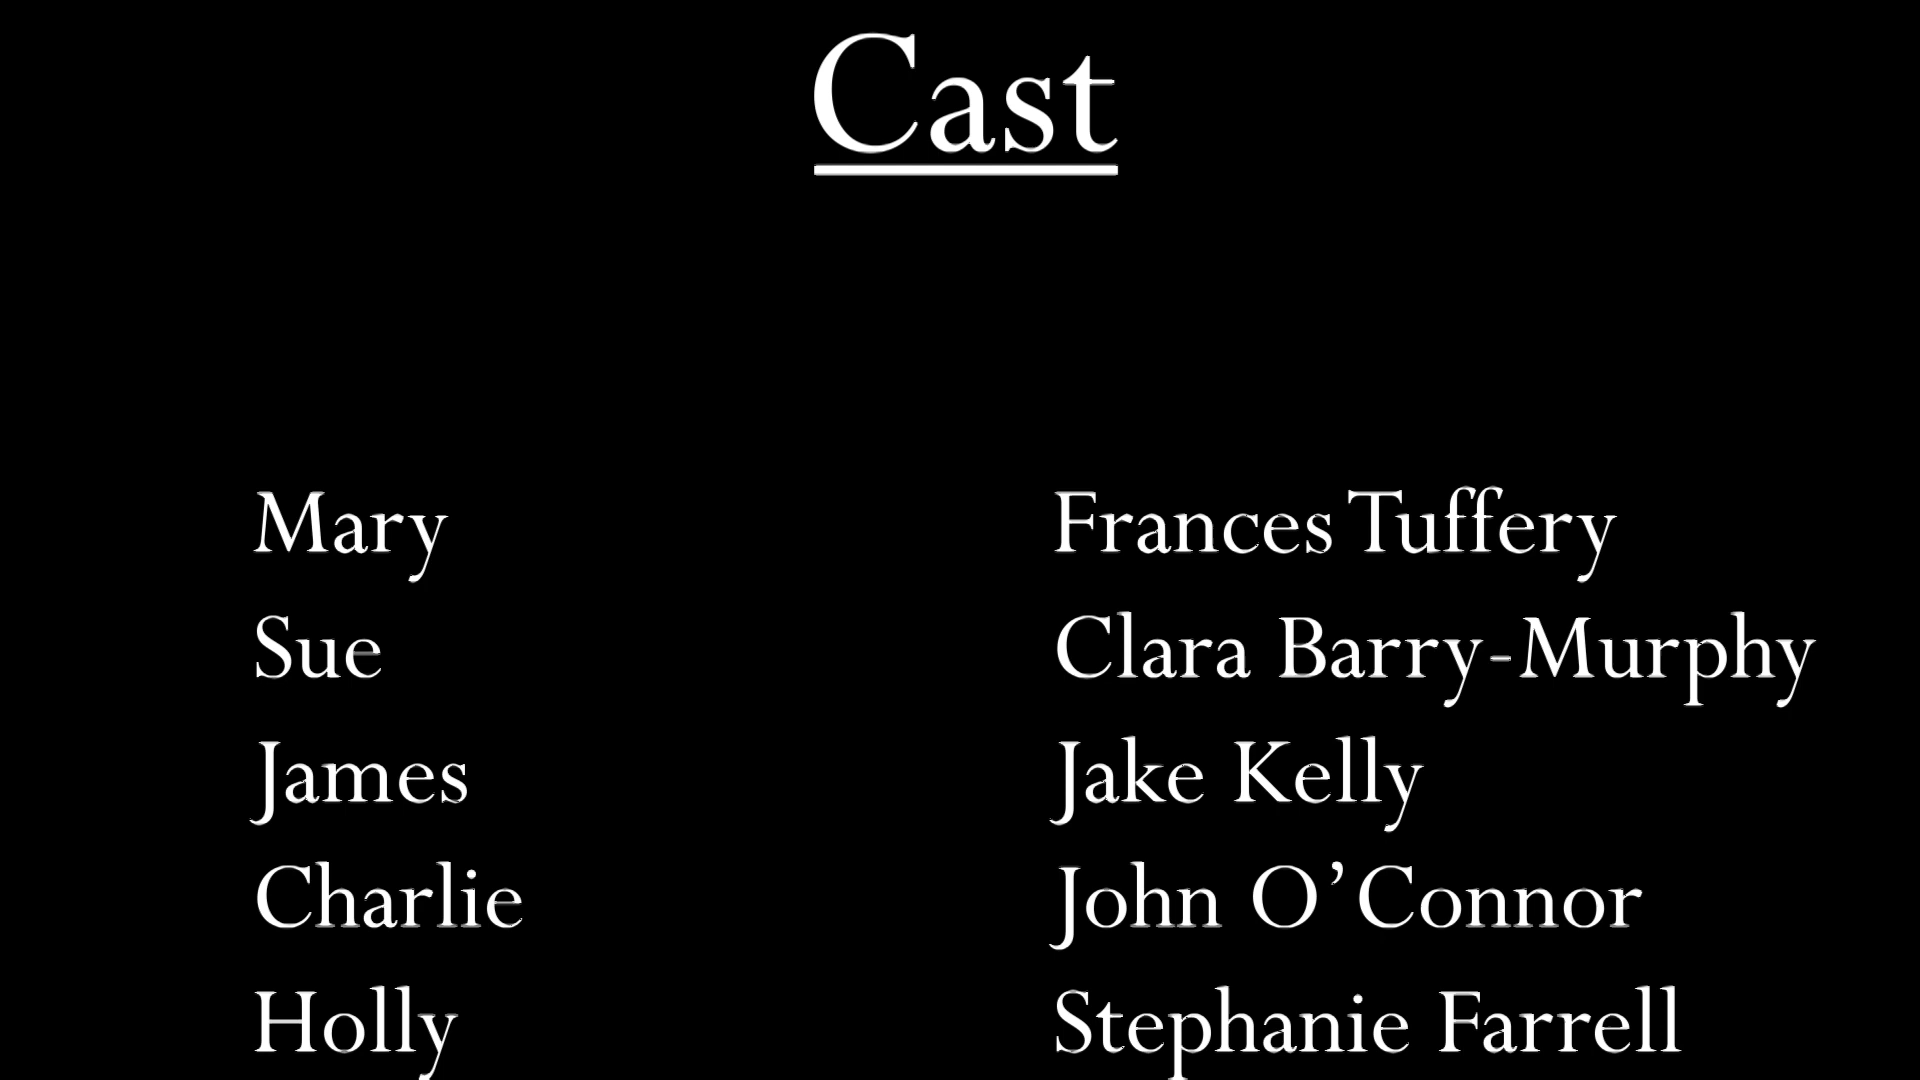 Cast
Mary Frances Tuffery
Sue Clara Barry-Murphy
James Jake Kelly
Charlie John O’Connor
Holly Stephanie Farrell